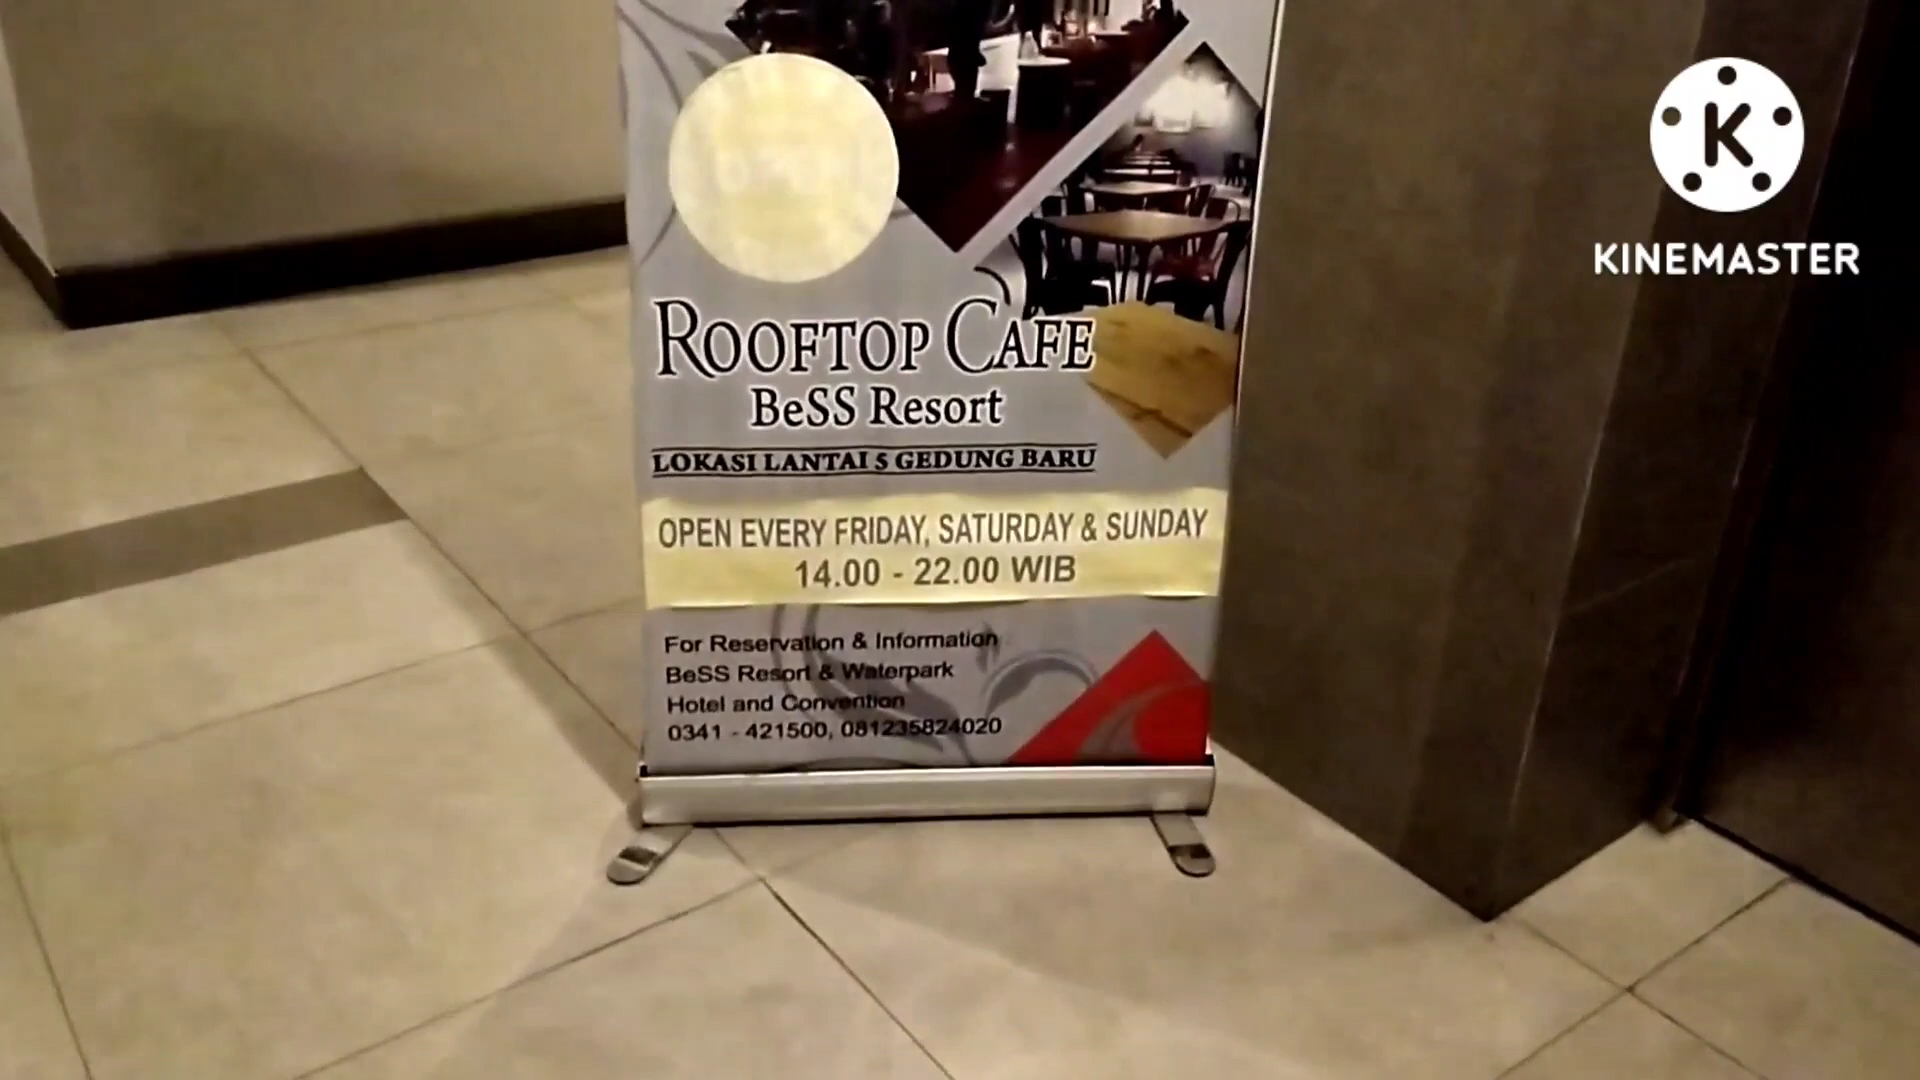 ROOFTOP CAFE
BeSS Resort
LOKASI LANTAI 5 GEDUNG BARU
OPEN EVERY FRIDAY, SATURDAY & SUNDAY
14.00 - 22.00 WIB
For Reservation & Information
BeSS Resort & Waterpark
Hotel and Convention
0341 - 421500, 081235824020
K
KINEMASTER